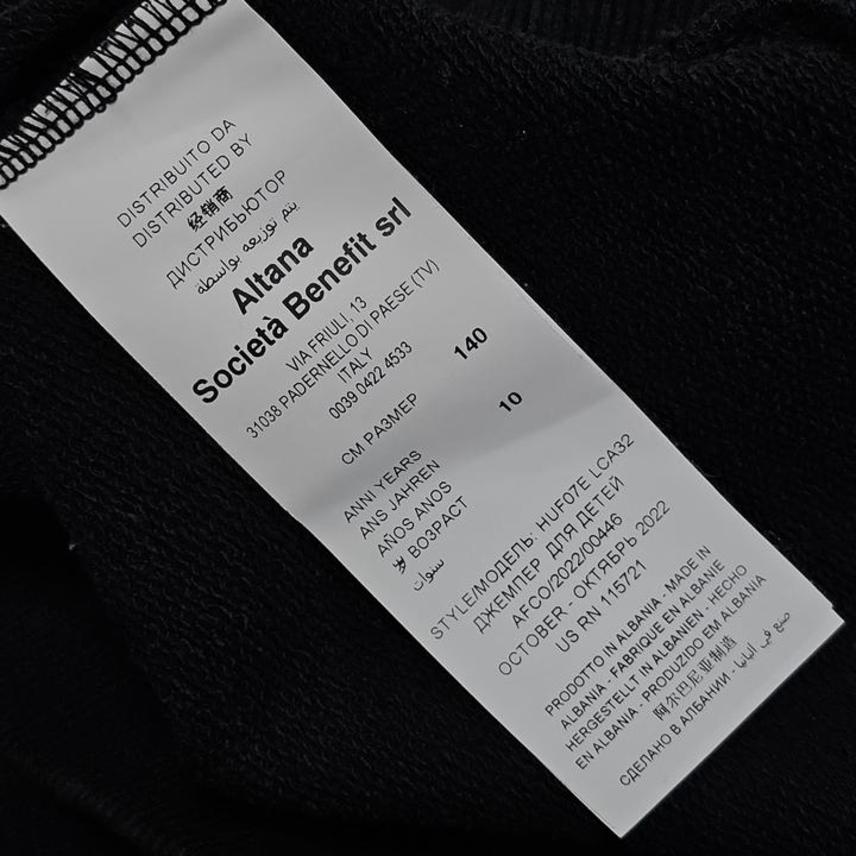 DISTRIBUITO DA
DISTRIBUTED BY
经销商
ДИСТРИБЬЮТОР
يتم توزيعه بواسطة
Altana
Società Benefit srl
VIA FRIULI, 13
31038 PADERNELLO DI PAESE (TV)
ITALY
0039 0422 4533
CM РАЗМЕР 140
ANNI YEARS 10
ANS JAHREN
AÑOS ANOS
岁 ВОЗРАСТ
سنوات
STYLE/МОДЕЛЬ: HUF07E LCA32
ДЖЕМПЕР ДЛЯ ДЕТЕЙ
AFCO/2022/00446
OCTOBER - ОКТЯБРЬ 2022
US RN 115721
PRODOTTO IN ALBANIA - MADE IN
ALBANIA - FABRIQUE EN ALBANIE
HERGESTELLT IN ALBANIEN - HECHO
EN ALBANIA - PRODUZIDO EM ALBANIA
阿尔巴尼亚制造
СДЕЛАНО В АЛБАНИИ - صنع في ألبانيا